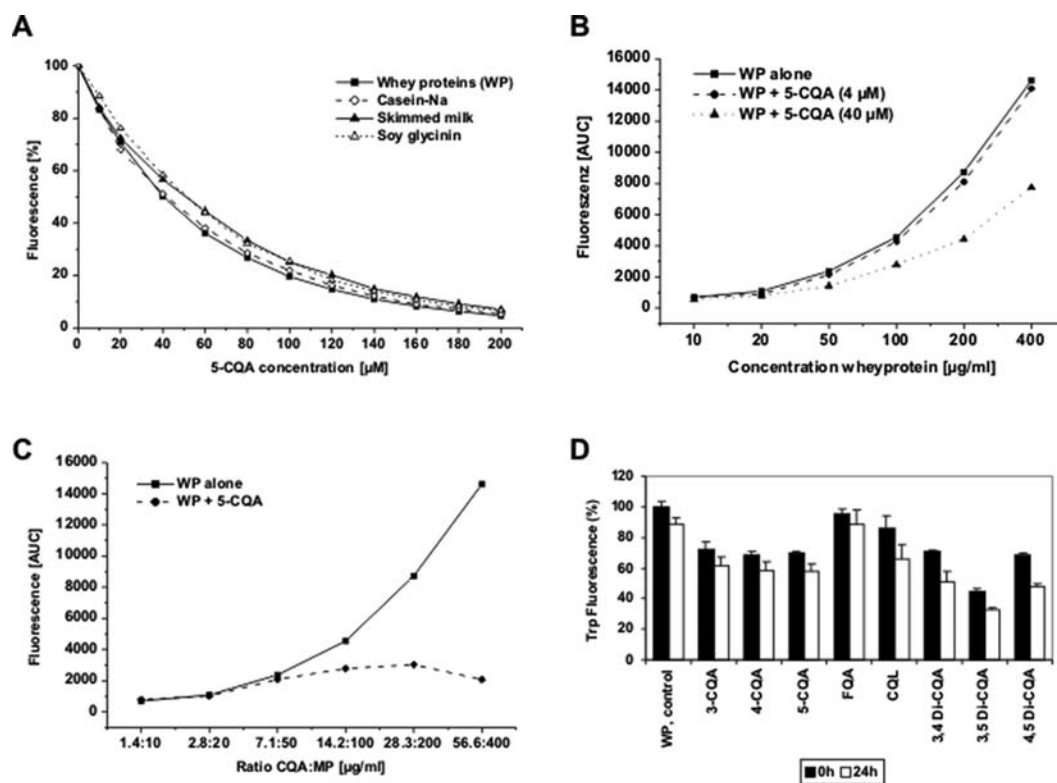 A
100
80
60
40
20
0
Fluorescence [%]
Whey proteins (WP)
Casein-Na
Skimmed milk
Soy glycinin
0 20 40 60 80 100 120 140 160 180 200
5-CQA concentration [µM]
B
16000
14000
12000
10000
8000
6000
4000
2000
0
Fluoreszenz [AUC]
WP alone
WP + 5-CQA (4 µM)
WP + 5-CQA (40 µM)
10 20 50 100 200 400
Concentration wheyprotein [µg/ml]
C
16000
14000
12000
10000
8000
6000
4000
2000
0
Fluorescence [AUC]
WP alone
WP + 5-CQA
1.4:10 2.8:20 7.1:50 14.2:100 28.3:200 56.6:400
Ratio CQA:MP [µg/ml]
D
120
100
80
60
40
20
0
Trp Fluorescence (%)
WP, control
3-CQA
4-CQA
5-CQA
FQA
CQL
3,4 Di-CQA
3,5 Di-CQA
4,5 Di-CQA
0h 24h